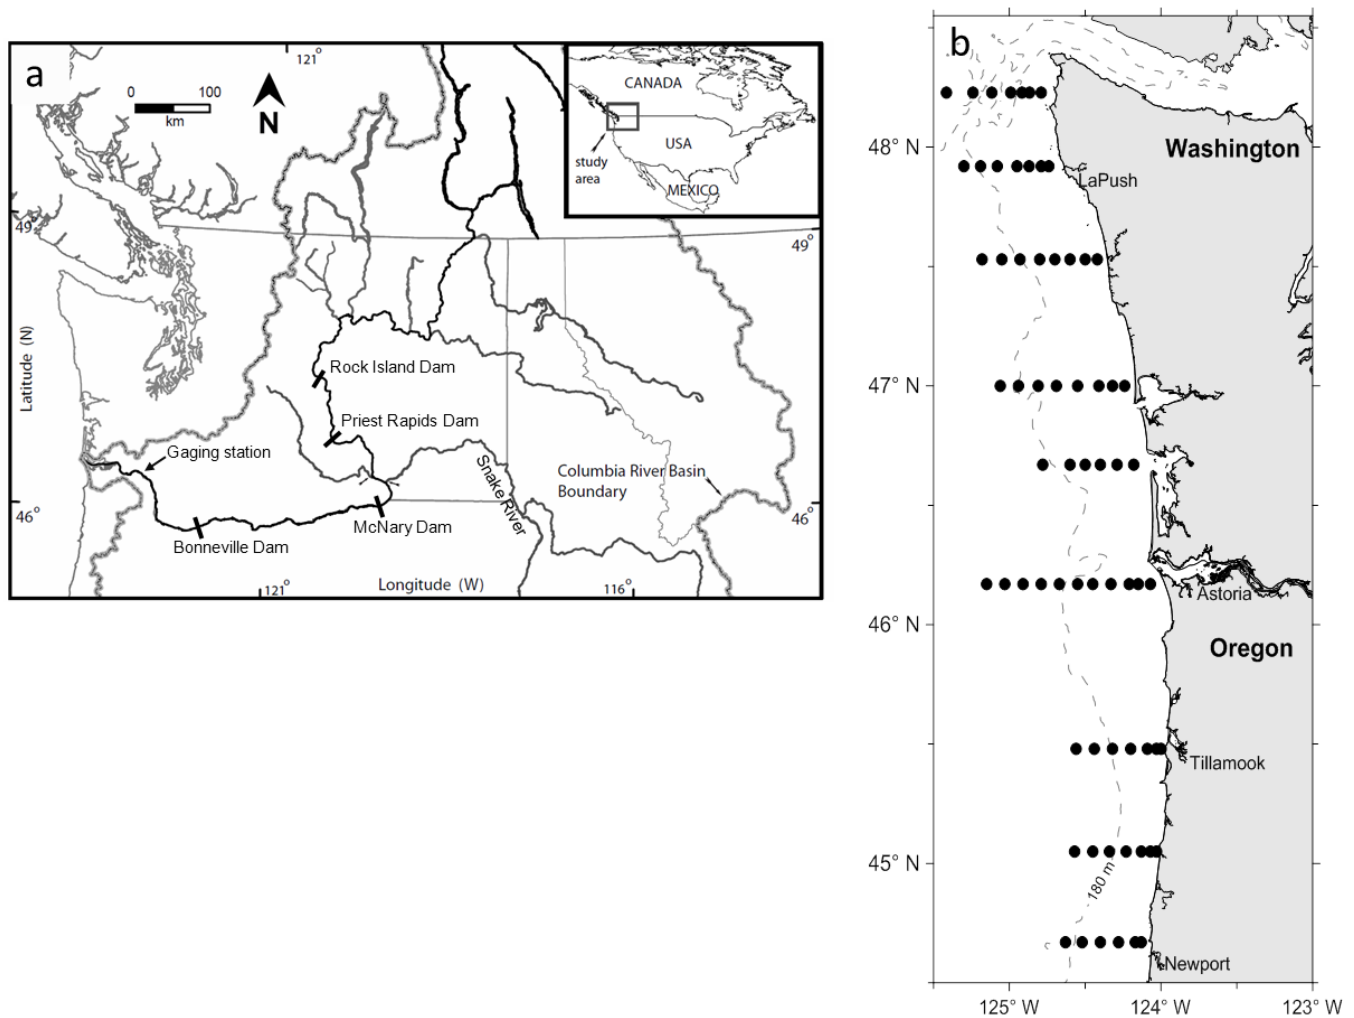 a
121°
0 100
km
N
CANADA
USA
MEXICO
study
area
49°
49°
Latitude (N)
Rock Island Dam
Priest Rapids Dam
Gaging station
Snake River
Columbia River Basin
Boundary
46°
46°
McNary Dam
Bonneville Dam
Longitude (W)
121°
116°
b
Washington
48° N
LaPush
47° N
Astoria
46° N
Oregon
Tillamook
45° N
180 m
Newport
125° W
124° W
123° W